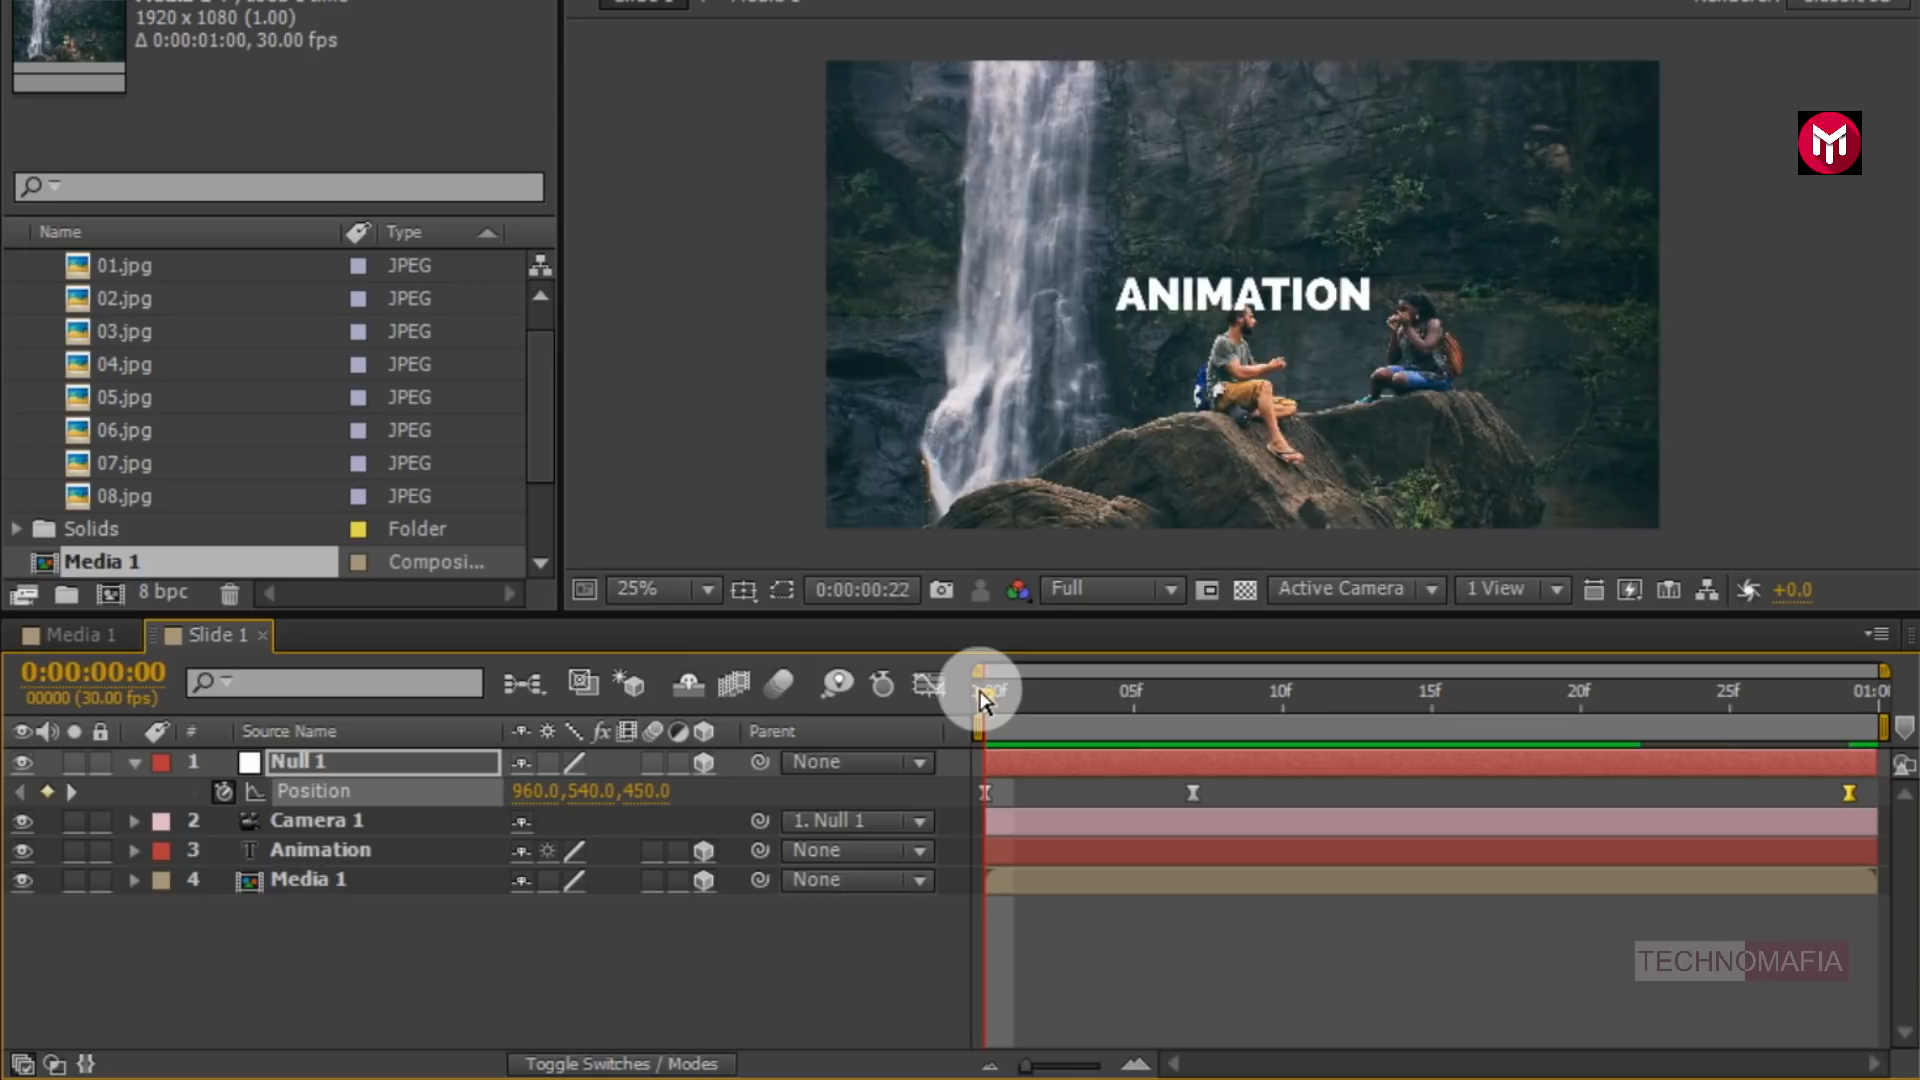 1920 x 1080 (1.00)
Δ 0:00:01:00, 30.00 fps
Name Type
01.jpg JPEG
02.jpg JPEG
03.jpg JPEG
04.jpg JPEG
05.jpg JPEG
06.jpg JPEG
07.jpg JPEG
08.jpg JPEG
Solids Folder
Media 1 Composi...
8 bpc
ANIMATION
25% 0:00:00:22 Full Active Camera 1 View +0.0
Media 1 Slide 1
0:00:00:00
00000 (30.00 fps)
05f 10f 15f 20f 25f
# Source Name fx Parent
1 Null 1 None
Position 960.0,540.0,450.0
2 Camera 1 1. Null 1
3 T Animation None
4 Media 1 None
TECHNOMAFIA
Toggle Switches / Modes